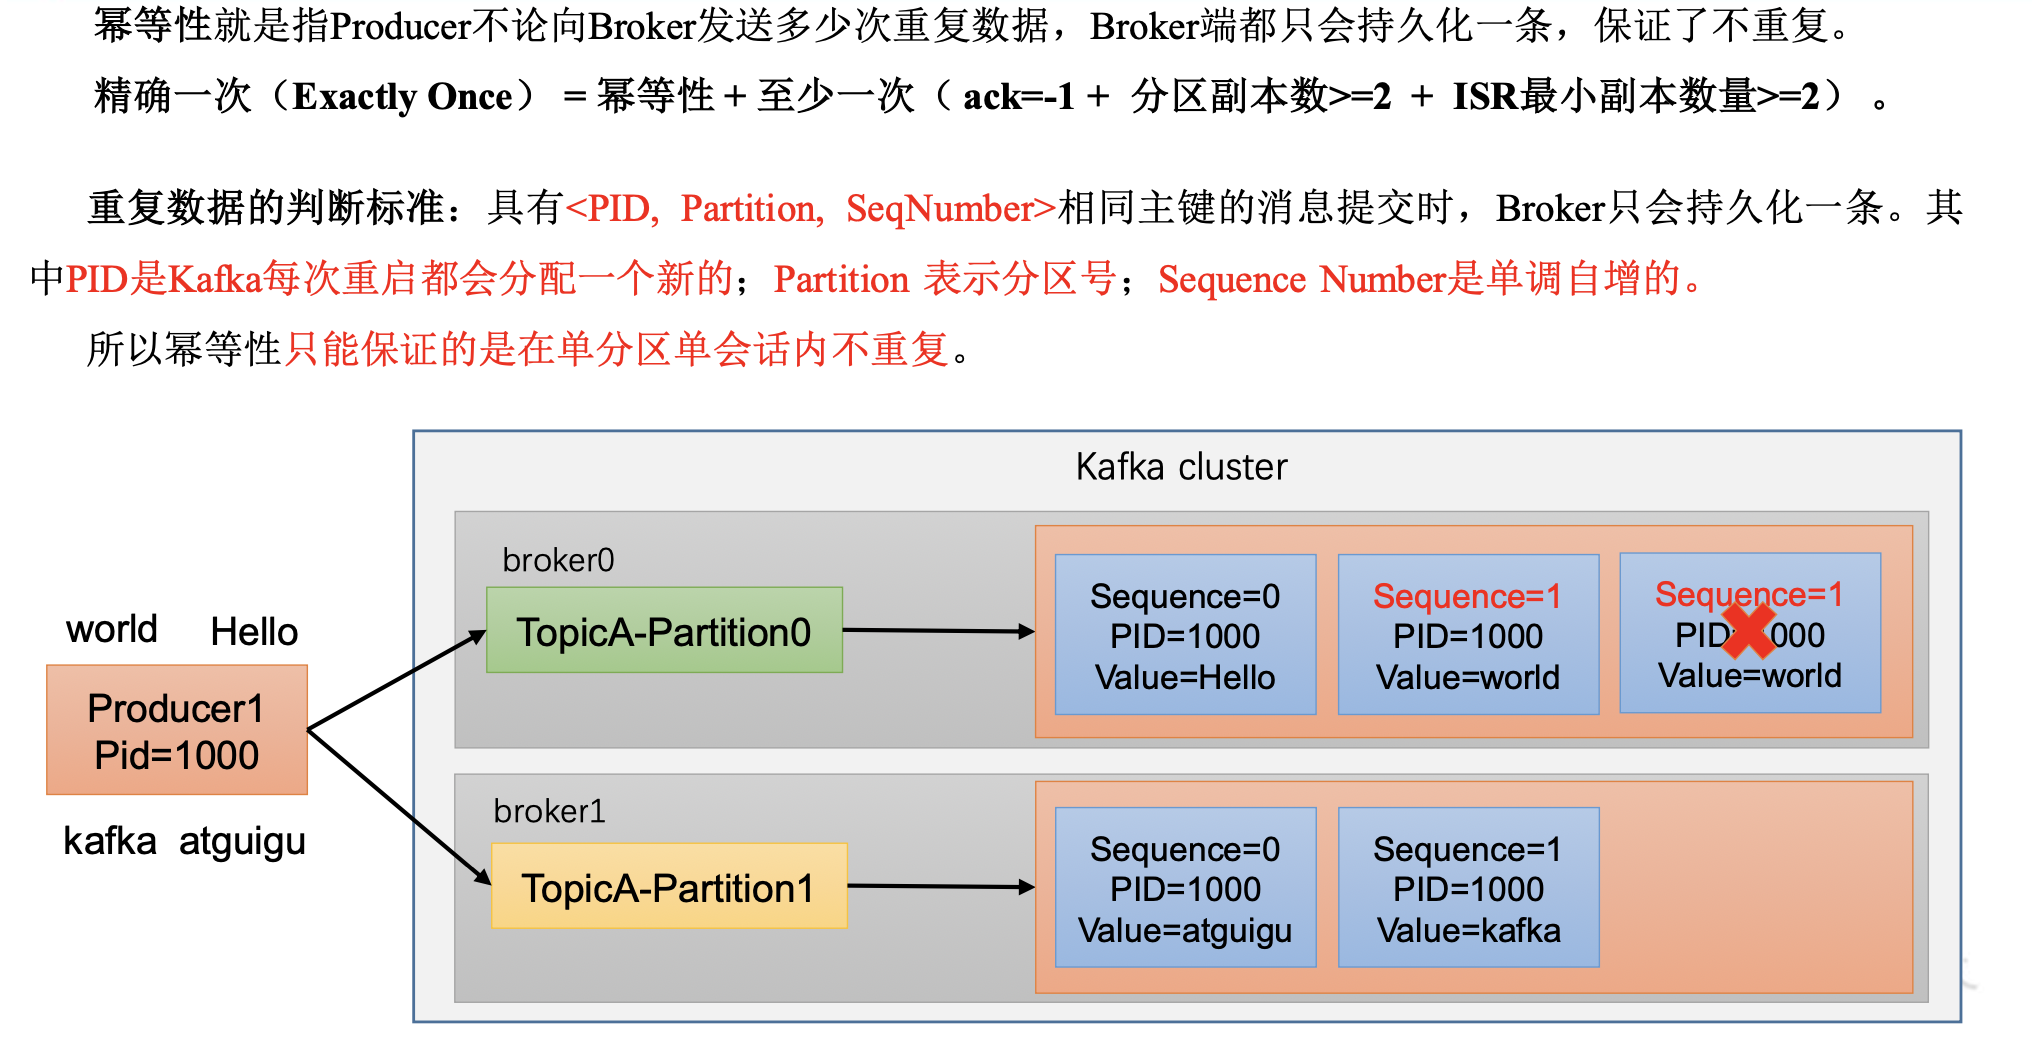 幂等性就是指Producer不论向Broker发送多少次重复数据，Broker端都只会持久化一条，保证了不重复。
精确一次（Exactly Once） = 幂等性 + 至少一次（ ack=-1 + 分区副本数>=2 + ISR最小副本数量>=2） 。
重复数据的判断标准：具有<PID, Partition, SeqNumber>相同主键的消息提交时，Broker只会持久化一条。其
中PID是Kafka每次重启都会分配一个新的；Partition 表示分区号；Sequence Number是单调自增的。
所以幂等性只能保证的是在单分区单会话内不重复。
Kafka cluster
world Hello
Producer1
Pid=1000
kafka atguigu
broker0
TopicA-Partition0
Sequence=0
PID=1000
Value=Hello
Sequence=1
PID=1000
Value=world
Sequence=1
PID=1000
Value=world
broker1
TopicA-Partition1
Sequence=0
PID=1000
Value=atguigu
Sequence=1
PID=1000
Value=kafka